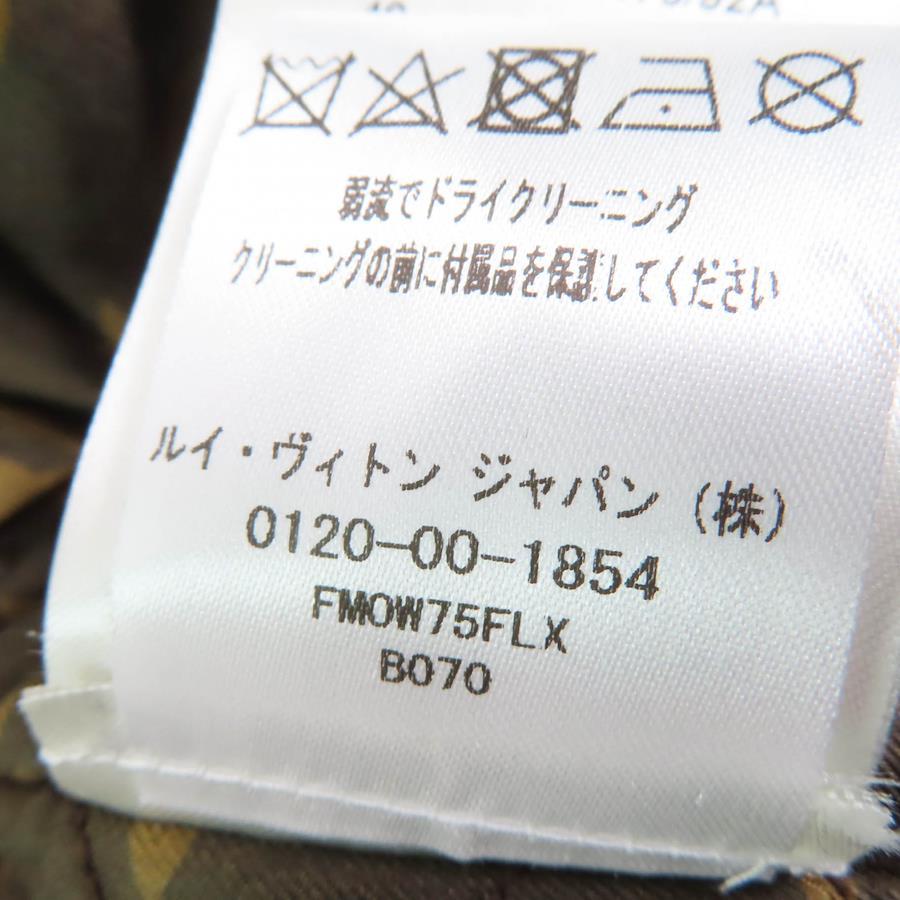 弱流でドライクリーニング
クリーニングの前に付属品を保護してください
ルイ・ヴィトン ジャパン (株)
0120-00-1854
FMOW75FLX
B070